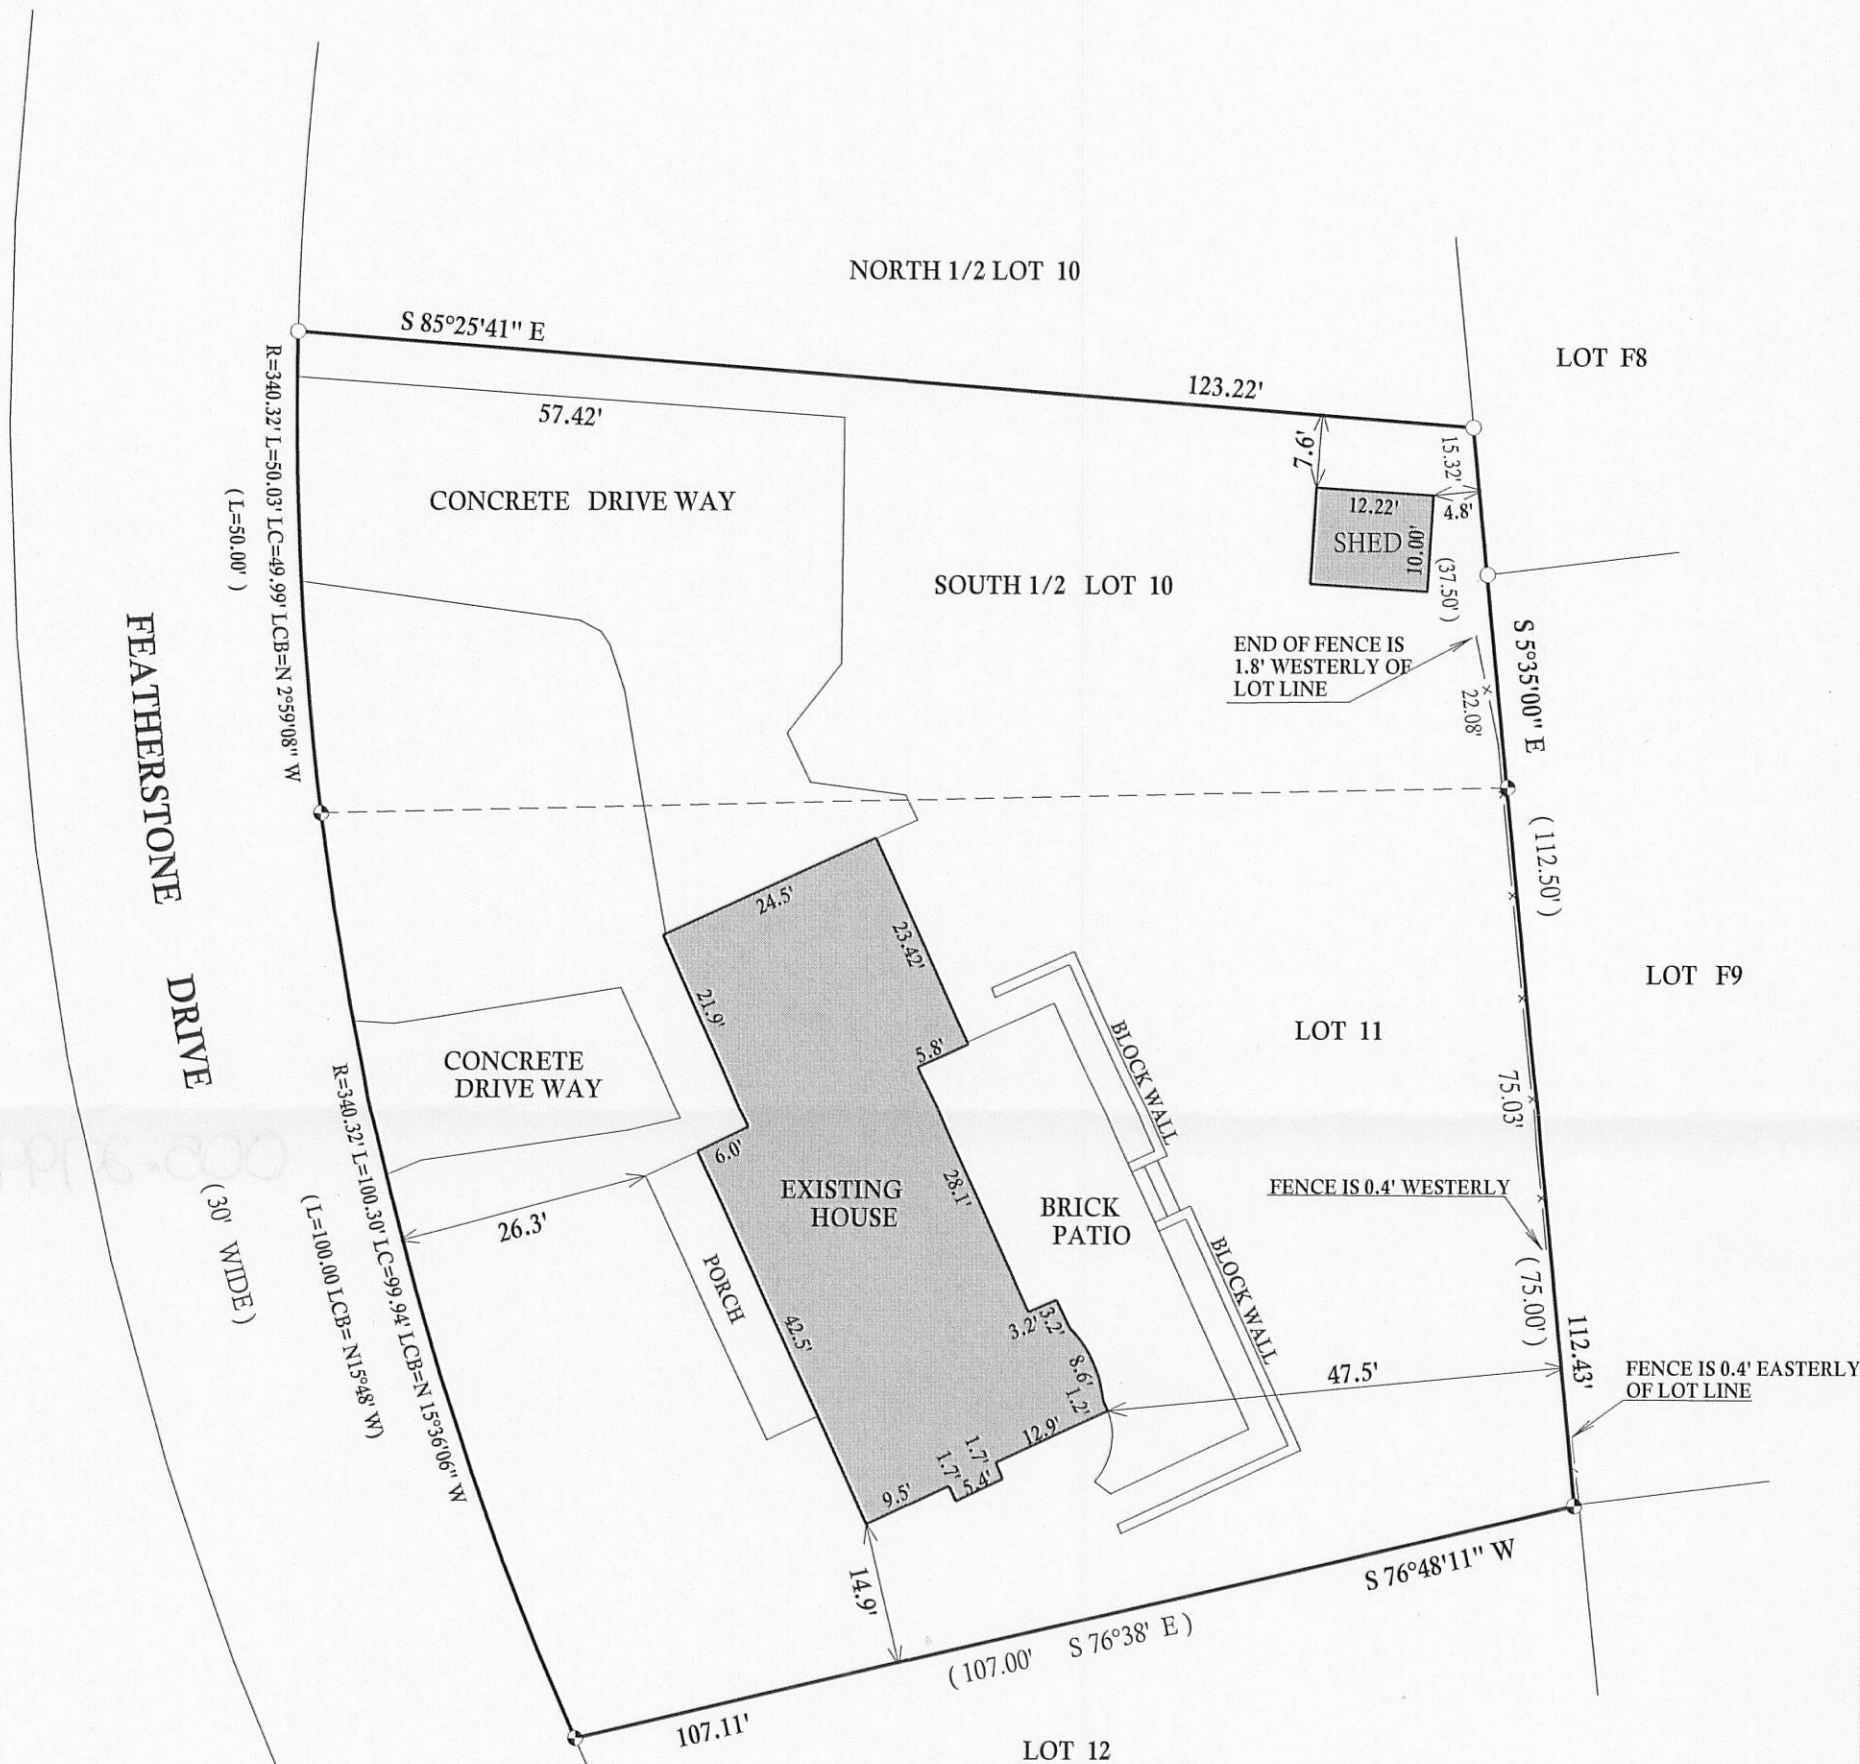 NORTH 1/2 LOT 10
S 85°25'41" E
123.22'
LOT F8
57.42'
CONCRETE DRIVE WAY
7.6'
15.32'
4.8'
12.22'
SHED
10.00'
(37.50')
SOUTH 1/2 LOT 10
END OF FENCE IS
1.8' WESTERLY OF
LOT LINE
22.08'
S 5°35'00" E
R=340.32' L=50.03' LC=49.99' LCB=N 2°59'08" W
(L=50.00' )
FEATHERSTONE DRIVE
( 30' WIDE )
(112.50')
24.5'
23.42'
21.9'
5.8'
6.0'
LOT F9
LOT 11
75.03'
CONCRETE
DRIVE WAY
R=340.32' L=100.30' LC=99.94' LCB=N 15°36'06" W
( L=100.00 LCB= N15°48' W)
26.3'
PORCH
EXISTING
HOUSE
28.1'
42.5'
BRICK
PATIO
BLOCK WALL
BLOCK WALL
FENCE IS 0.4' WESTERLY
( 75.00' )
3.2'
3.2'
8.6'
1.2'
12.9'
1.7'
1.7'
5.4'
9.5'
47.5'
112.43'
FENCE IS 0.4' EASTERLY
OF LOT LINE
14.9'
S 76°48'11" W
( 107.00' S 76°38' E )
107.11'
LOT 12